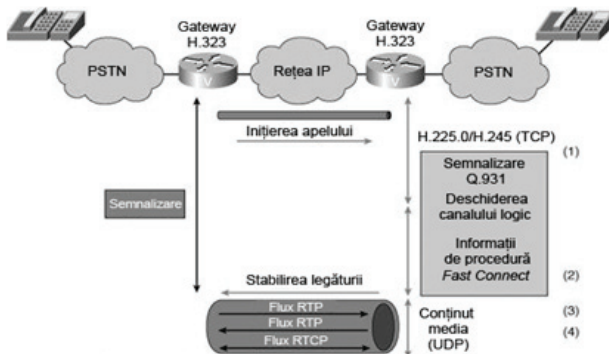 Gateway
H.323
Gateway
H.323
PSTN
V
Rețea IP
V
PSTN
Inițierea apelului
H.225.0/H.245 (TCP)
(1)
Semnalizare
Q.931
Deschiderea
canalului logic
Semnalizare
Informații
de procedură
Fast Connect
(2)
Stabilirea legăturii
Flux RTP
Flux RTP
Flux RTCP
Conținut
media
(UDP)
(3)
(4)